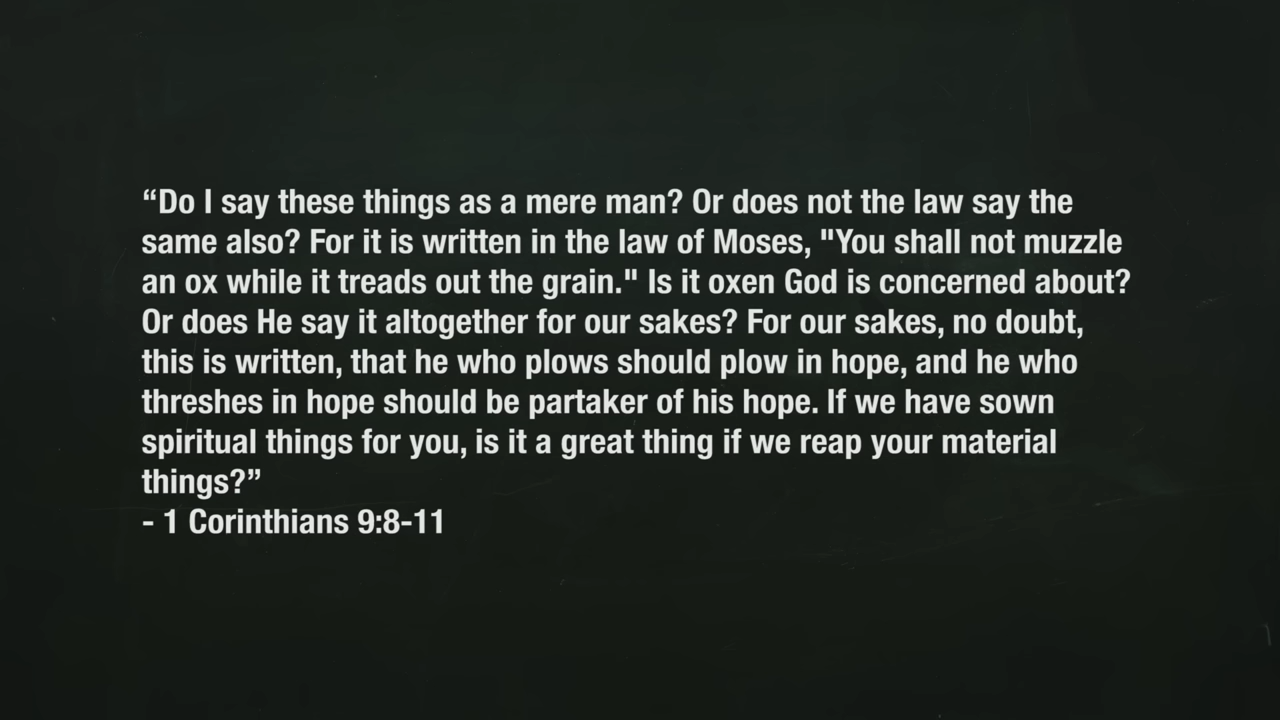 “Do I say these things as a mere man? Or does not the law say the
same also? For it is written in the law of Moses, "You shall not muzzle
an ox while it treads out the grain." Is it oxen God is concerned about?
Or does He say it altogether for our sakes? For our sakes, no doubt,
this is written, that he who plows should plow in hope, and he who
threshes in hope should be partaker of his hope. If we have sown
spiritual things for you, is it a great thing if we reap your material
things?”
- 1 Corinthians 9:8-11